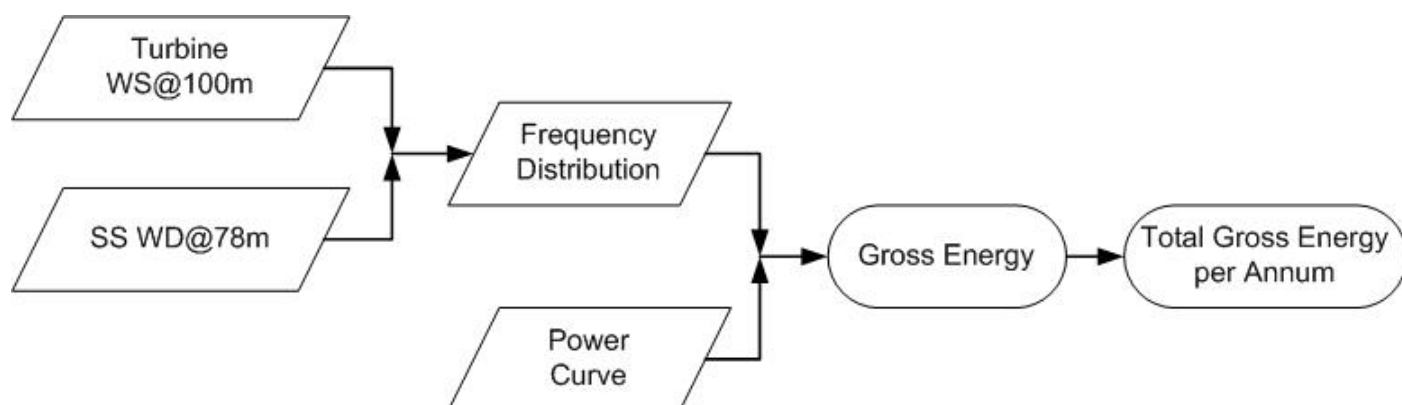 Turbine
WS@100m
SS WD@78m
Frequency
Distribution
Power
Curve
Gross Energy
Total Gross Energy
per Annum